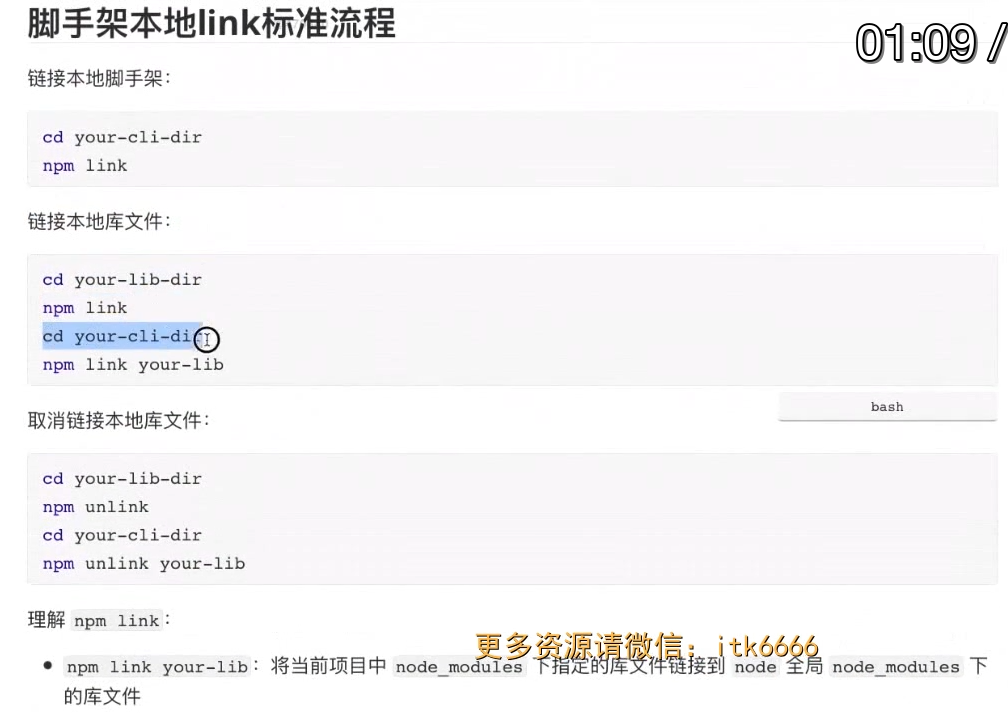 脚手架本地link标准流程
01:09 /
链接本地脚手架：
cd your-cli-dir
npm link
链接本地库文件：
cd your-lib-dir
npm link
cd your-cli-dir
npm link your-lib
bash
取消链接本地库文件：
cd your-lib-dir
npm unlink
cd your-cli-dir
npm unlink your-lib
理解 npm link：
更多资源请微信：itk6666
npm link your-lib：将当前项目中 node_modules 下指定的库文件链接到 node 全局 node_modules 下
的库文件